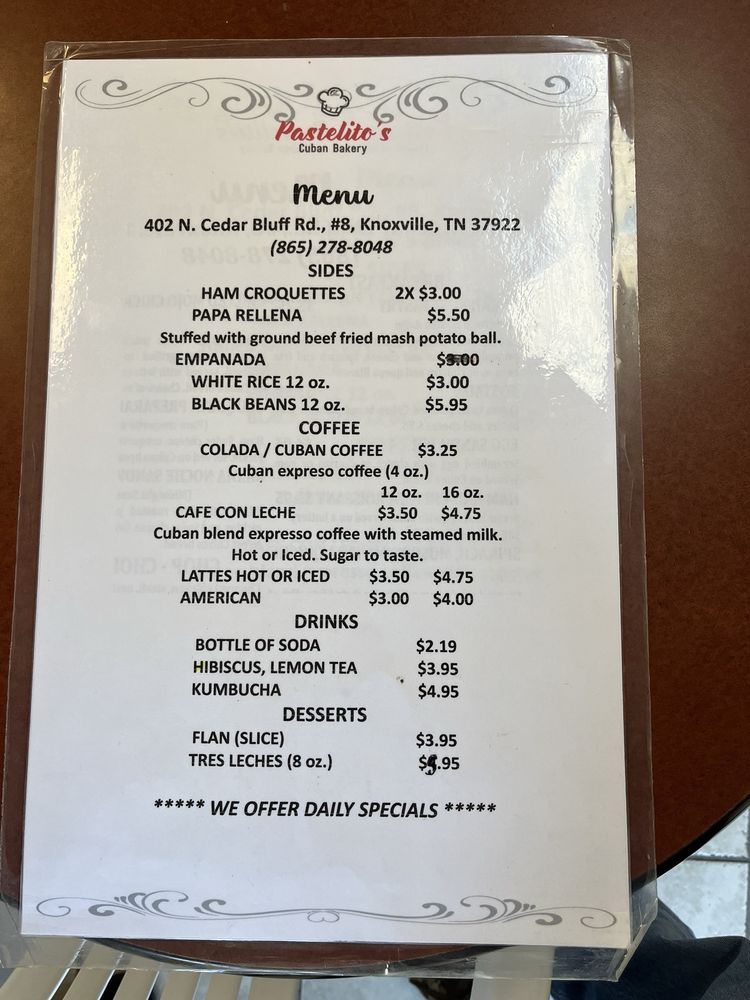 Pastelito's
Cuban Bakery
Menu
402 N. Cedar Bluff Rd., #8, Knoxville, TN 37922
(865) 278-8048
SIDES
HAM CROQUETTES 2X $3.00
PAPA RELLENA $5.50
Stuffed with ground beef fried mash potato ball.
EMPANADA
WHITE RICE 12 oz. $3.00
BLACK BEANS 12 oz. $5.95
COFFEE
COLADA / CUBAN COFFEE $3.25
Cuban expreso coffee (4 oz.)
12 oz. 16 oz.
CAFE CON LECHE $3.50 $4.75
Cuban blend expresso coffee with steamed milk.
Hot or Iced. Sugar to taste.
LATTES HOT OR ICED $3.50 $4.75
AMERICAN $3.00 $4.00
DRINKS
BOTTLE OF SODA $2.19
HIBISCUS, LEMON TEA $3.95
KUMBUCHA $4.95
DESSERTS
FLAN (SLICE) $3.95
TRES LECHES (8 oz.)
***** WE OFFER DAILY SPECIALS *****